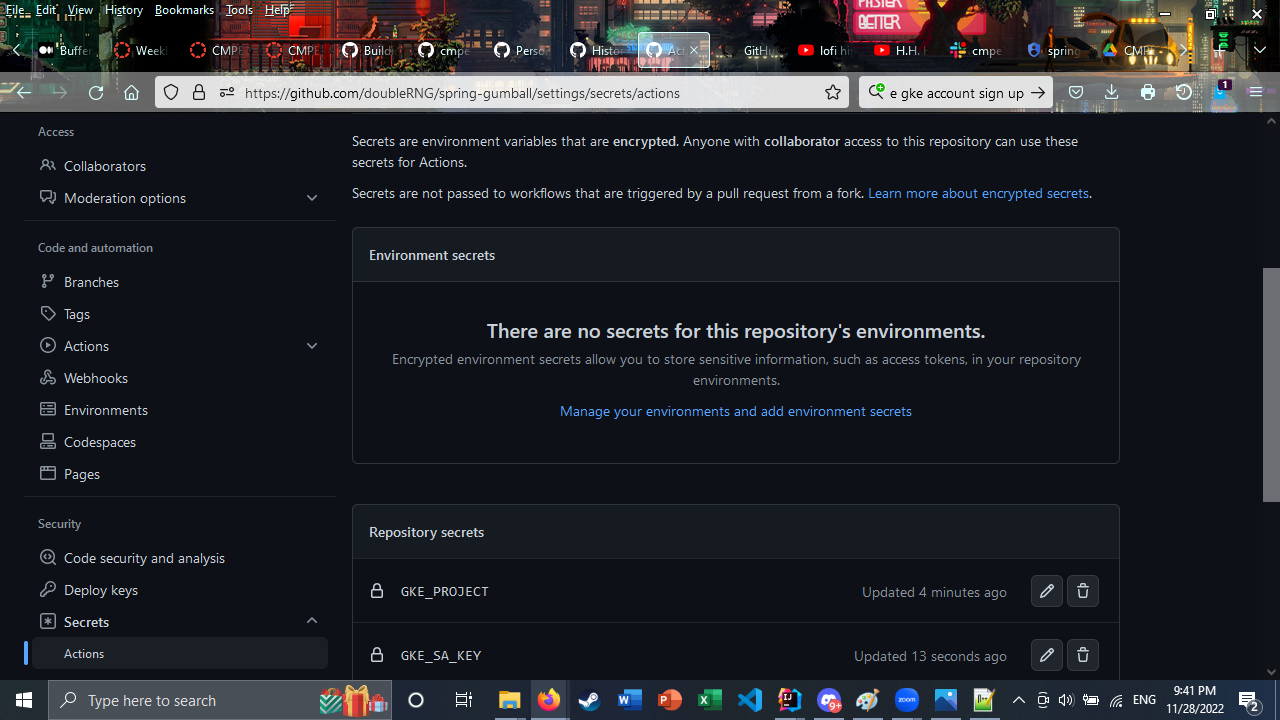 File Edit View History Bookmarks Tools Help
FASTER
BETTER
Buffer Week CMPE CMPE Build cmpe Perso Histor Act GitHu lofi hi H.H. cmpe spring CMP
https://github.com/doubleRNG/spring-gumball/settings/secrets/actions
e gke account sign up
1
Access
Collaborators
Moderation options
Code and automation
Branches
Tags
Actions
Webhooks
Environments
Codespaces
Pages
Security
Code security and analysis
Deploy keys
Secrets
Actions
Secrets are environment variables that are encrypted. Anyone with collaborator access to this repository can use these
secrets for Actions.
Secrets are not passed to workflows that are triggered by a pull request from a fork. Learn more about encrypted secrets.
Environment secrets
There are no secrets for this repository's environments.
Encrypted environment secrets allow you to store sensitive information, such as access tokens, in your repository
environments.
Manage your environments and add environment secrets
Repository secrets
GKE_PROJECT Updated 4 minutes ago
GKE_SA_KEY Updated 13 seconds ago
Type here to search
9+
zoom
ENG
9:41 PM
11/28/2022
2